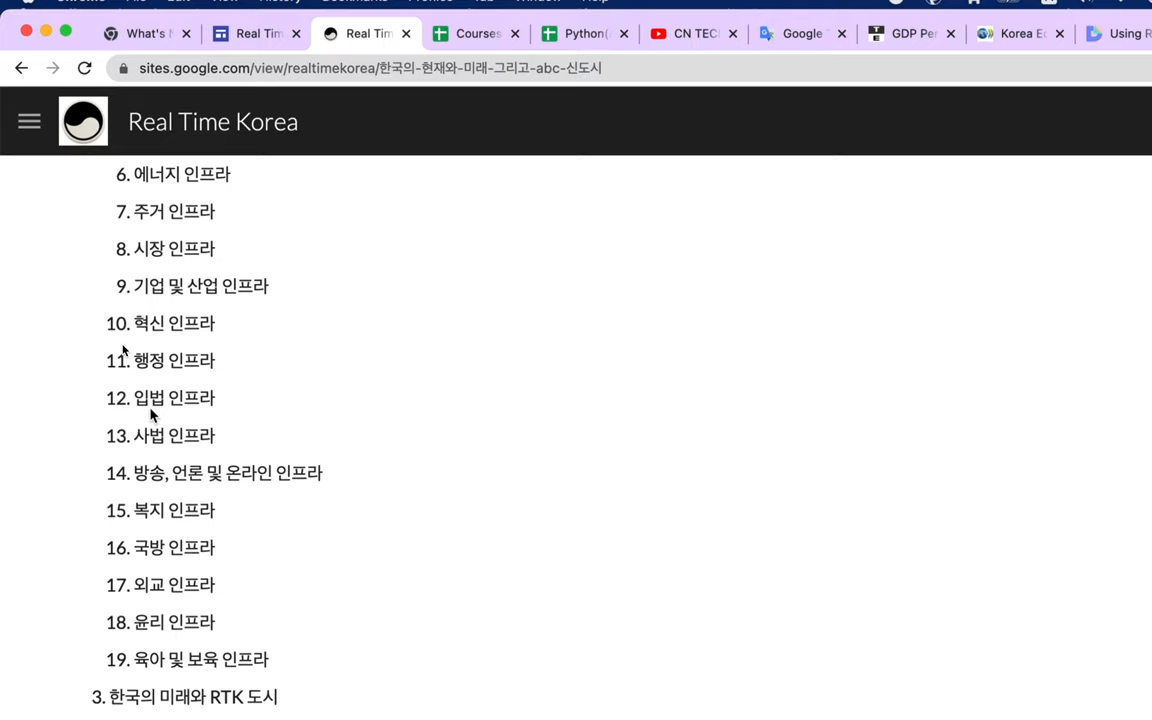 What's N
Real Tim
Real Tim
Courses
Python(
CN TEC
Google T
GDP Per
Korea Ec
Using R
sites.google.com/view/realtimekorea/한국의-현재와-미래-그리고-abc-신도시
Real Time Korea
6. 에너지 인프라
7. 주거 인프라
8. 시장 인프라
9. 기업 및 산업 인프라
10. 혁신 인프라
11. 행정 인프라
12. 입법 인프라
13. 사법 인프라
14. 방송, 언론 및 온라인 인프라
15. 복지 인프라
16. 국방 인프라
17. 외교 인프라
18. 윤리 인프라
19. 육아 및 보육 인프라
3. 한국의 미래와 RTK 도시